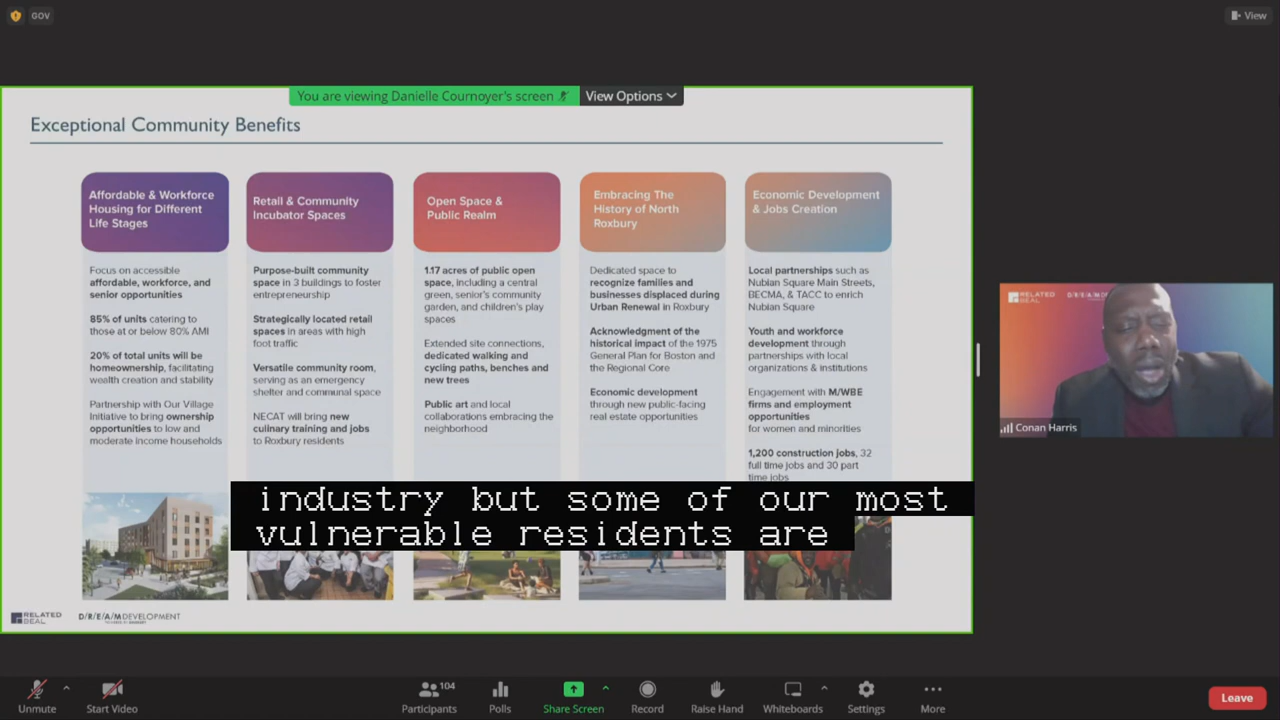 GOV
View
You are viewing Danielle Cournoyer's screen
View Options
Exceptional Community Benefits
Affordable & Workforce
Housing for Different
Life Stages
Focus on accessible
affordable, workforce, and
senior opportunities
85% of units catering to
those at or below 80% AMI
20% of total units will be
homeownership, facilitating
wealth creation and stability
Partnership with Our Village
Initiative to bring ownership
opportunities to low and
moderate income households
Retail & Community
Incubator Spaces
Purpose-built community
space in 3 buildings to foster
entrepreneurship
Strategically located retail
spaces in areas with high
foot traffic
Versatile community room,
serving as an emergency
shelter and communal space
NECAT will bring new
culinary training and jobs
to Roxbury residents
Open Space &
Public Realm
1.17 acres of public open
space, including a central
green, senior's community
garden, and children's play
spaces
Extended site connections,
dedicated walking and
cycling paths, benches and
new trees
Public art and local
collaborations embracing the
neighborhood
Embracing The
History of North
Roxbury
Dedicated space to
recognize families and
businesses displaced during
Urban Renewal in Roxbury
Acknowledgment of the
historical impact of the 1975
General Plan for Boston and
the Regional Core
Economic development
through new public-facing
real estate opportunities
Economic Development
& Jobs Creation
Local partnerships such as
Nubian Square Main Streets,
BECMA, & TACC to enrich
Nubian Square
Youth and workforce
development through
partnerships with local
organizations & institutions
Engagement with M/WBE
firms and employment
opportunities
for women and minorities
1,200 construction jobs, 32
full time jobs and 30 part
time jobs
industry but some of our most
vulnerable residents are
RELATED
BEAL
D/R/E/A/MDEVELOPMENT
RELATED
BEAL
Conan Harris
Unmute
Start Video
Participants
104
Polls
Share Screen
Record
Raise Hand
Whiteboards
Settings
More
Leave